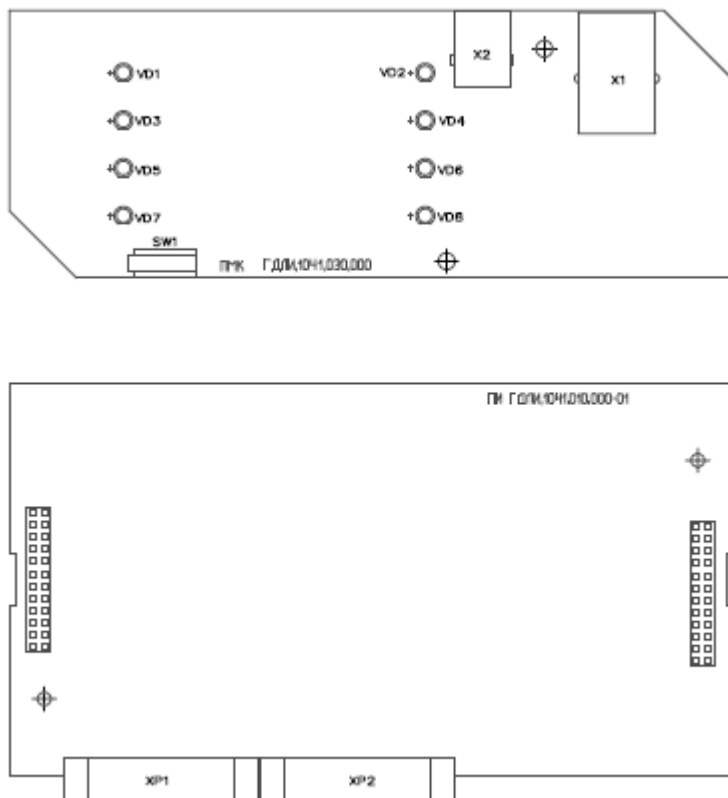 X2
X1
+ VD1
VD2 +
+ VD3
+ VD4
+ VD5
+ VD6
+ VD7
+ VD8
SW1
ПМК ГДЛИ,1041,030,000
ПИ ГДЛИ,1041,010,000-01
XP1
XP2